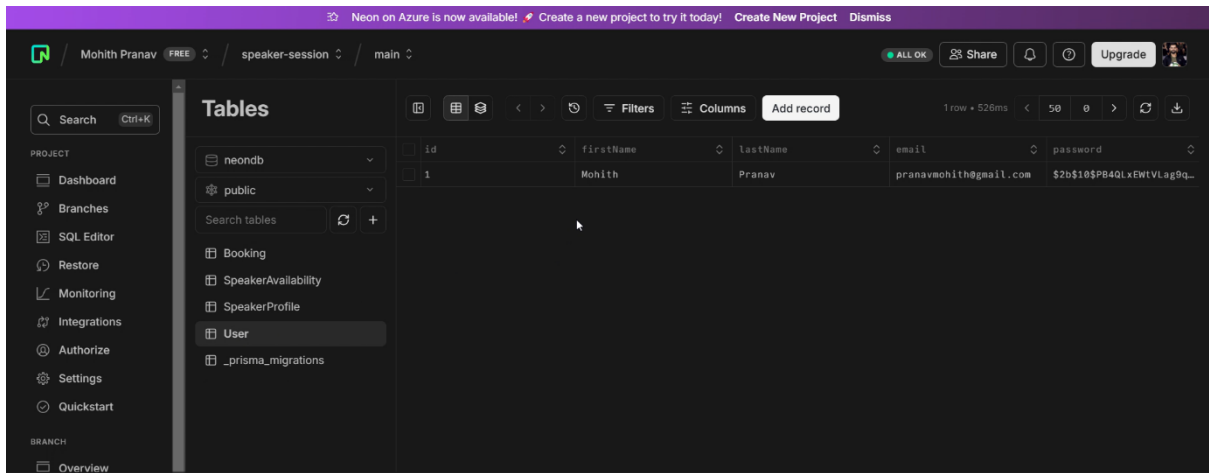 Neon on Azure is now available! 🚀 Create a new project to try it today! Create New Project Dismiss
Mohith Pranav FREE / speaker-session / main
ALL OK Share Upgrade
Search Ctrl+K
PROJECT
Dashboard
Branches
SQL Editor
Restore
Monitoring
Integrations
Authorize
Settings
Quickstart
BRANCH
Overview
Tables
neondb
public
Search tables
Booking
SpeakerAvailability
SpeakerProfile
User
_prisma_migrations
Filters Columns Add record 1 row • 526ms 50 0
id firstName lastName email password
1 Mohith Pranav pranavmohith@gmail.com $2b$10$PB4QLxEWtVLag9q…